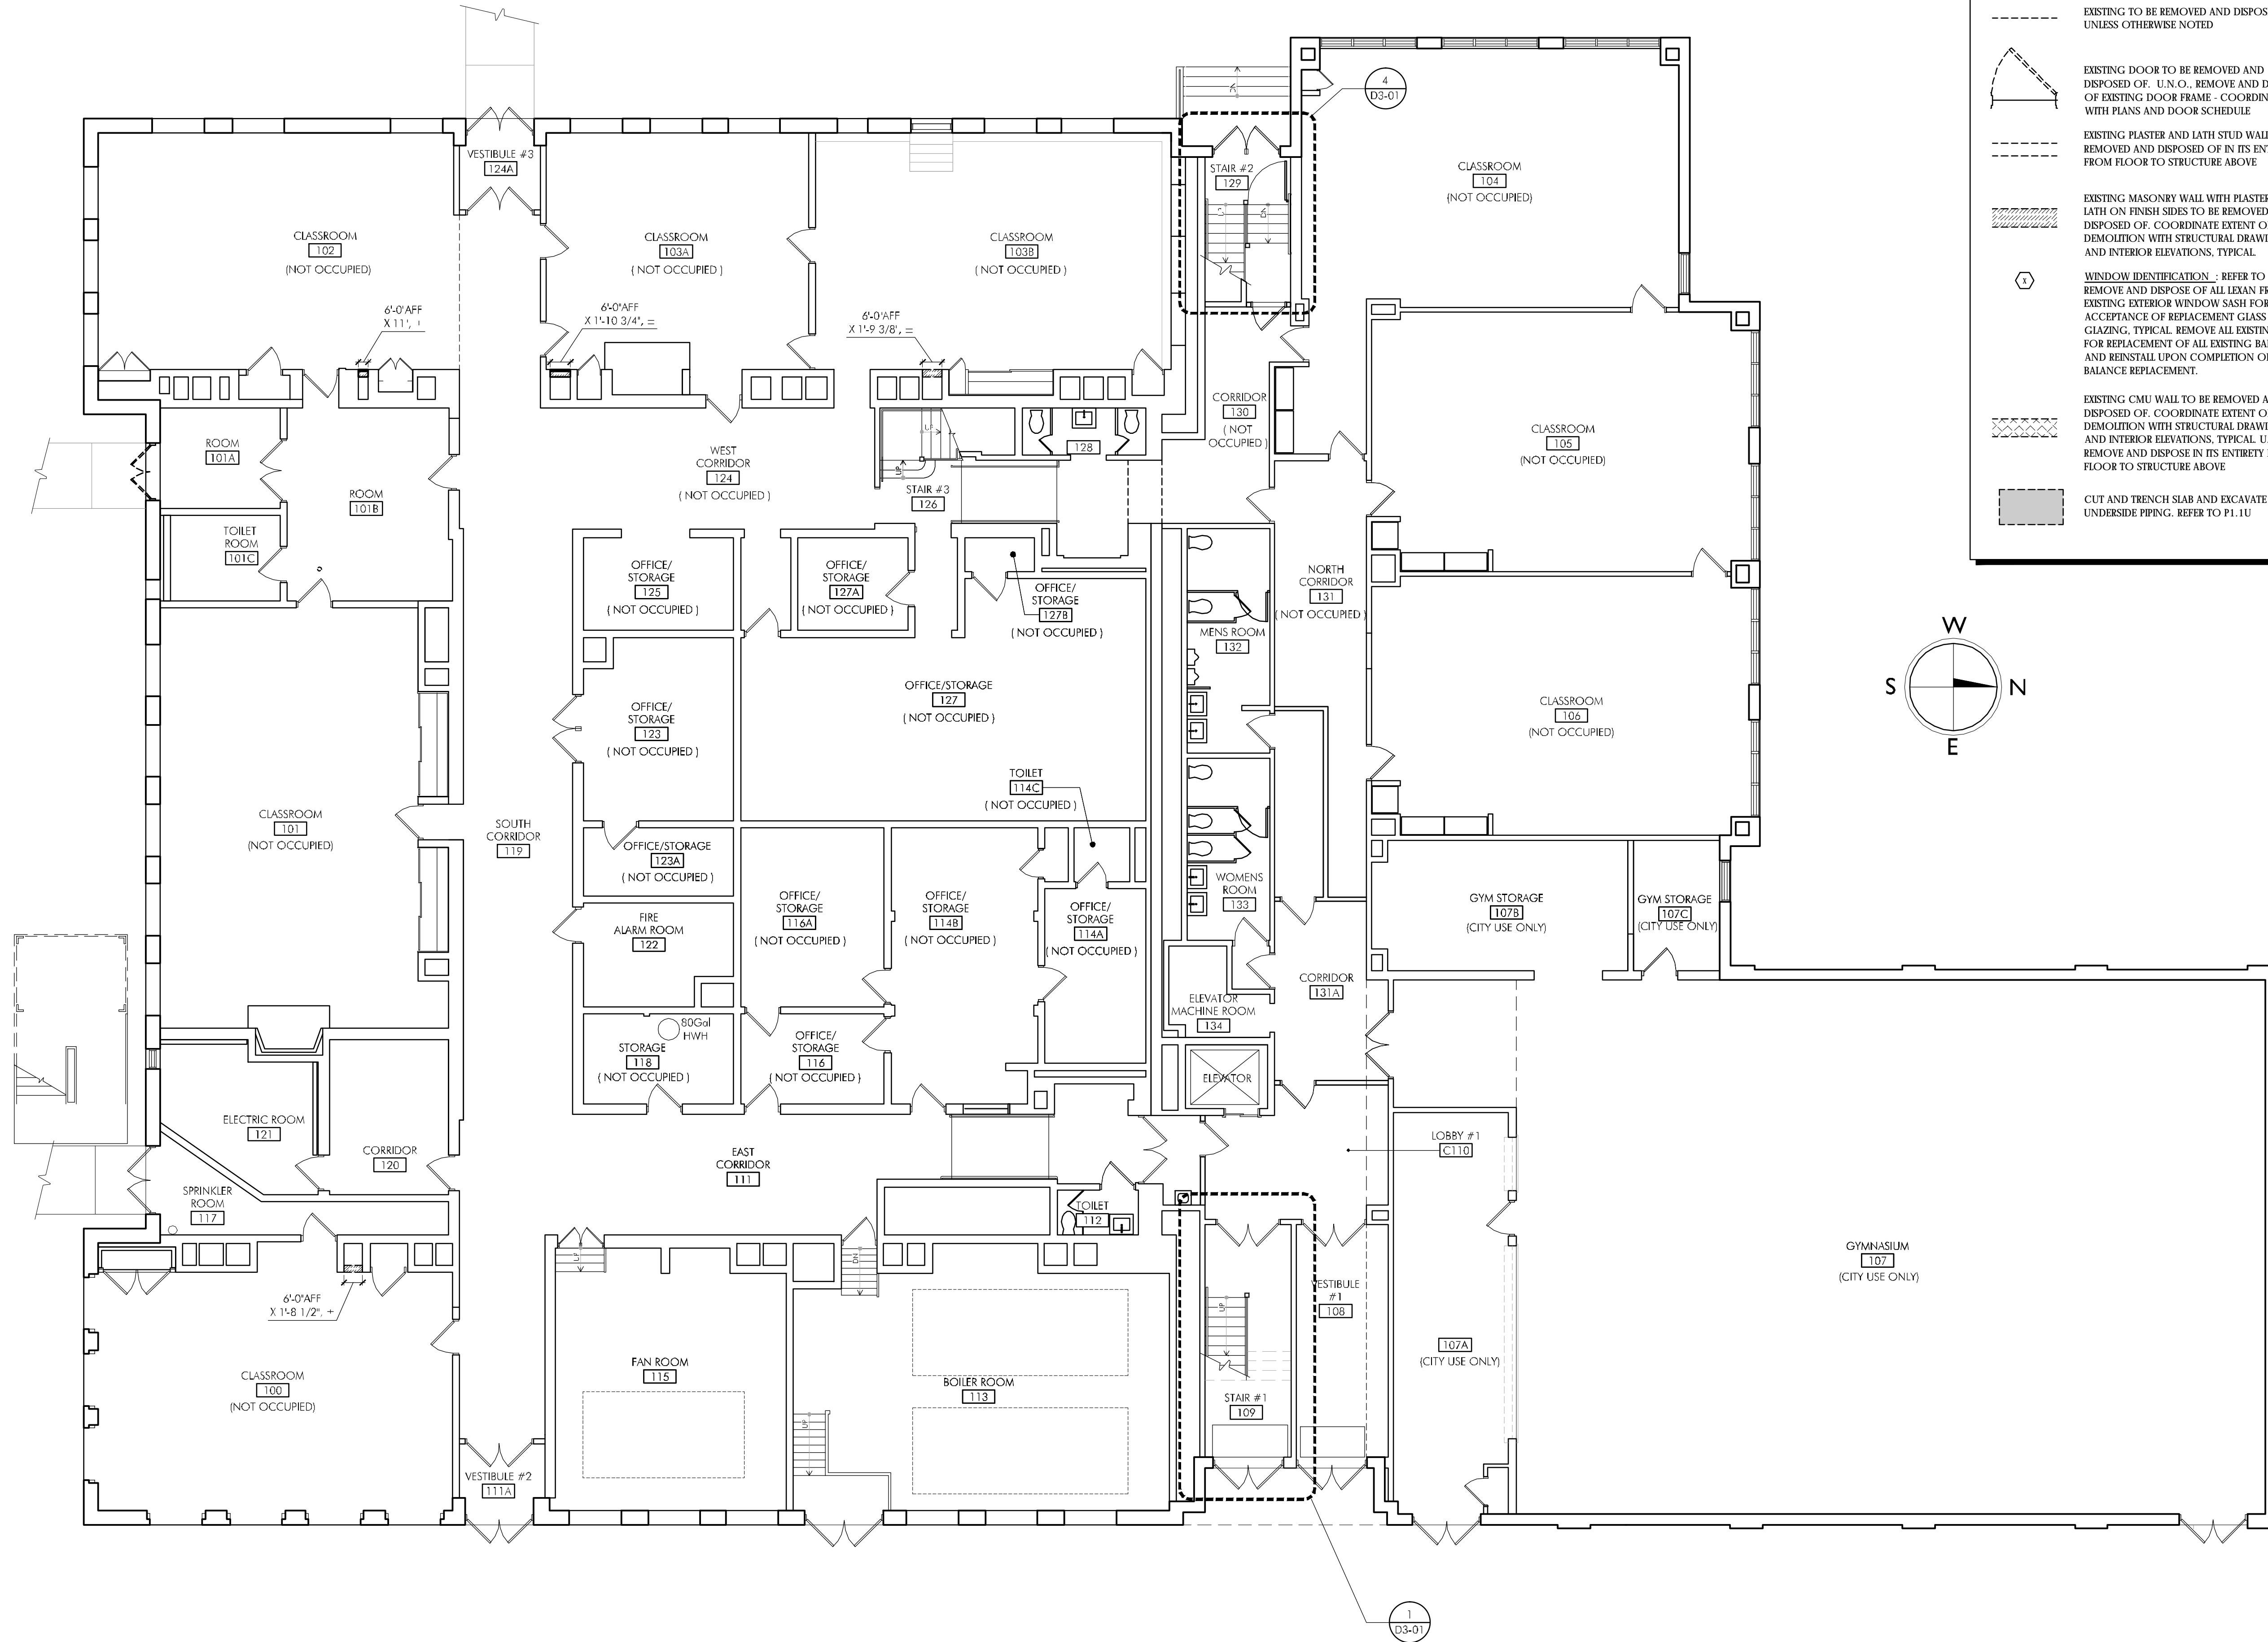 EXISTING TO BE REMOVED AND DISPOS
UNLESS OTHERWISE NOTED
EXISTING DOOR TO BE REMOVED AND
DISPOSED OF. U.N.O., REMOVE AND D
OF EXISTING DOOR FRAME - COORDIN
WITH PLANS AND DOOR SCHEDULE
EXISTING PLASTER AND LATH STUD WALL
REMOVED AND DISPOSED OF IN ITS ENT
FROM FLOOR TO STRUCTURE ABOVE
EXISTING MASONRY WALL WITH PLASTER
LATH ON FINISH SIDES TO BE REMOVED
DISPOSED OF. COORDINATE EXTENT O
DEMOLITION WITH STRUCTURAL DRAWI
AND INTERIOR ELEVATIONS, TYPICAL.
X
WINDOW IDENTIFICATION : REFER TO
REMOVE AND DISPOSE OF ALL LEXAN FR
EXISTING EXTERIOR WINDOW SASH FOR
ACCEPTANCE OF REPLACEMENT GLASS
GLAZING, TYPICAL. REMOVE ALL EXISTIN
FOR REPLACEMENT OF ALL EXISTING BA
AND REINSTALL UPON COMPLETION O
BALANCE REPLACEMENT.
EXISTING CMU WALL TO BE REMOVED A
DISPOSED OF. COORDINATE EXTENT O
DEMOLITION WITH STRUCTURAL DRAWI
AND INTERIOR ELEVATIONS, TYPICAL. U.
REMOVE AND DISPOSE IN ITS ENTIRETY
FLOOR TO STRUCTURE ABOVE
CUT AND TRENCH SLAB AND EXCAVATE
UNDERSIDE PIPING. REFER TO P1.1U
W
S
N
E
4
D3-01
VESTIBULE #3
124A
DN
STAIR #2
129
UP
DN
CLASSROOM
104
(NOT OCCUPIED)
CLASSROOM
102
(NOT OCCUPIED)
CLASSROOM
103A
( NOT OCCUPIED )
CLASSROOM
103B
( NOT OCCUPIED )
6'-0"AFF
X 11", ±
6'-0"AFF
X 1'-10 3/4", ±
6'-0"AFF
X 1'-9 3/8", ±
CORRIDOR
130
( NOT
OCCUPIED )
CLASSROOM
105
(NOT OCCUPIED)
ROOM
101A
ROOM
101B
TOILET
ROOM
101C
WEST
CORRIDOR
124
( NOT OCCUPIED )
UP
UP
STAIR #3
126
128
OFFICE/
STORAGE
125
( NOT OCCUPIED )
OFFICE/
STORAGE
127A
( NOT OCCUPIED )
OFFICE/
STORAGE
127B
( NOT OCCUPIED )
NORTH
CORRIDOR
131
( NOT OCCUPIED )
MENS ROOM
132
OFFICE/STORAGE
127
( NOT OCCUPIED )
OFFICE/
STORAGE
123
( NOT OCCUPIED )
CLASSROOM
106
(NOT OCCUPIED)
TOILET
114C
( NOT OCCUPIED )
CLASSROOM
101
(NOT OCCUPIED)
SOUTH
CORRIDOR
119
OFFICE/STORAGE
123A
( NOT OCCUPIED )
FIRE
ALARM ROOM
122
OFFICE/
STORAGE
116A
( NOT OCCUPIED )
OFFICE/
STORAGE
114B
( NOT OCCUPIED )
OFFICE/
STORAGE
114A
( NOT OCCUPIED )
WOMENS
ROOM
133
GYM STORAGE
107B
(CITY USE ONLY)
GYM STORAGE
107C
(CITY USE ONLY)
CORRIDOR
131A
ELEVATOR
MACHINE ROOM
134
80Gal
HWH
STORAGE
118
( NOT OCCUPIED )
OFFICE/
STORAGE
116
( NOT OCCUPIED )
ELEVATOR
ELECTRIC ROOM
121
CORRIDOR
120
EAST
CORRIDOR
111
LOBBY #1
C110
SPRINKLER
ROOM
117
TOILET
112
UP
DN
GYMNASIUM
107
(CITY USE ONLY)
6'-0"AFF
X 1'-8 1/2", ±
VESTIBULE
#1
108
UP
CLASSROOM
100
(NOT OCCUPIED)
FAN ROOM
115
BOILER ROOM
113
UP
STAIR #1
109
107A
(CITY USE ONLY)
VESTIBULE #2
111A
1
D3-01